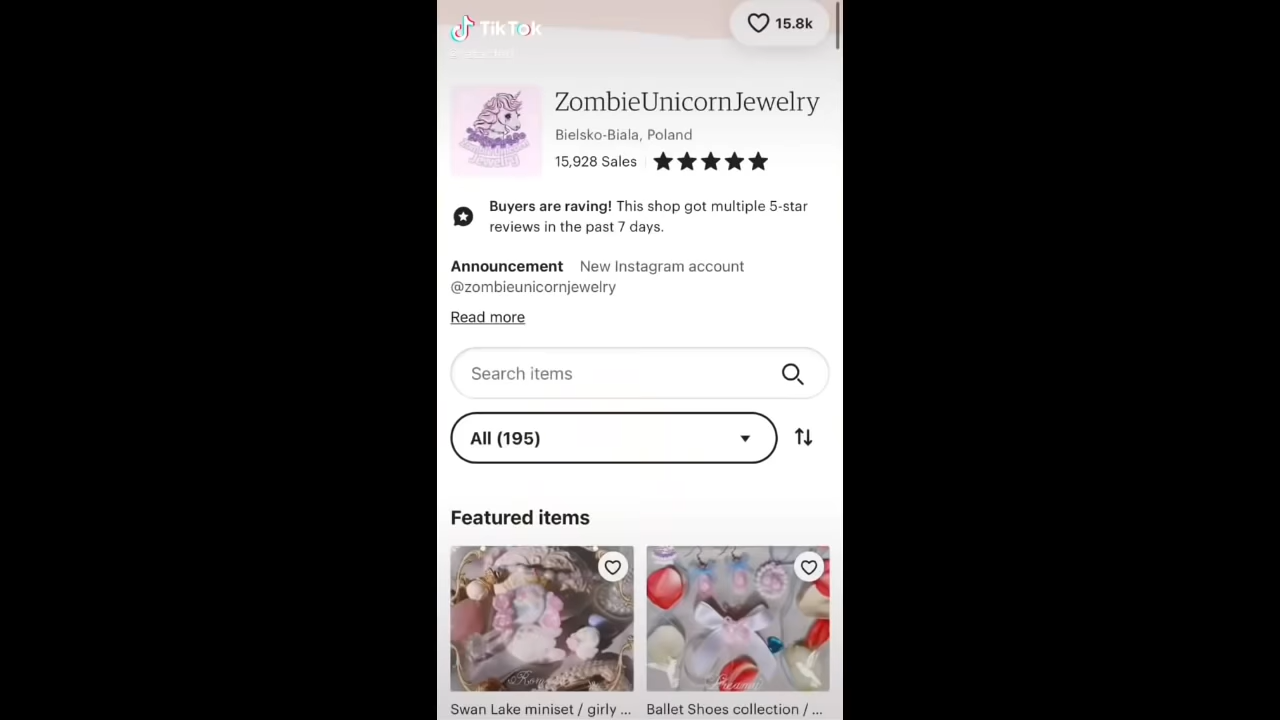 TikTok
15.8k
ZombieUnicornJewelry
Bielsko-Biala, Poland
15,928 Sales
Buyers are raving! This shop got multiple 5-star
reviews in the past 7 days.
Announcement New Instagram account
@zombieunicornjewelry
Read more
Search items
All (195)
Featured items
Swan Lake miniset / girly ...
Ballet Shoes collection / ...